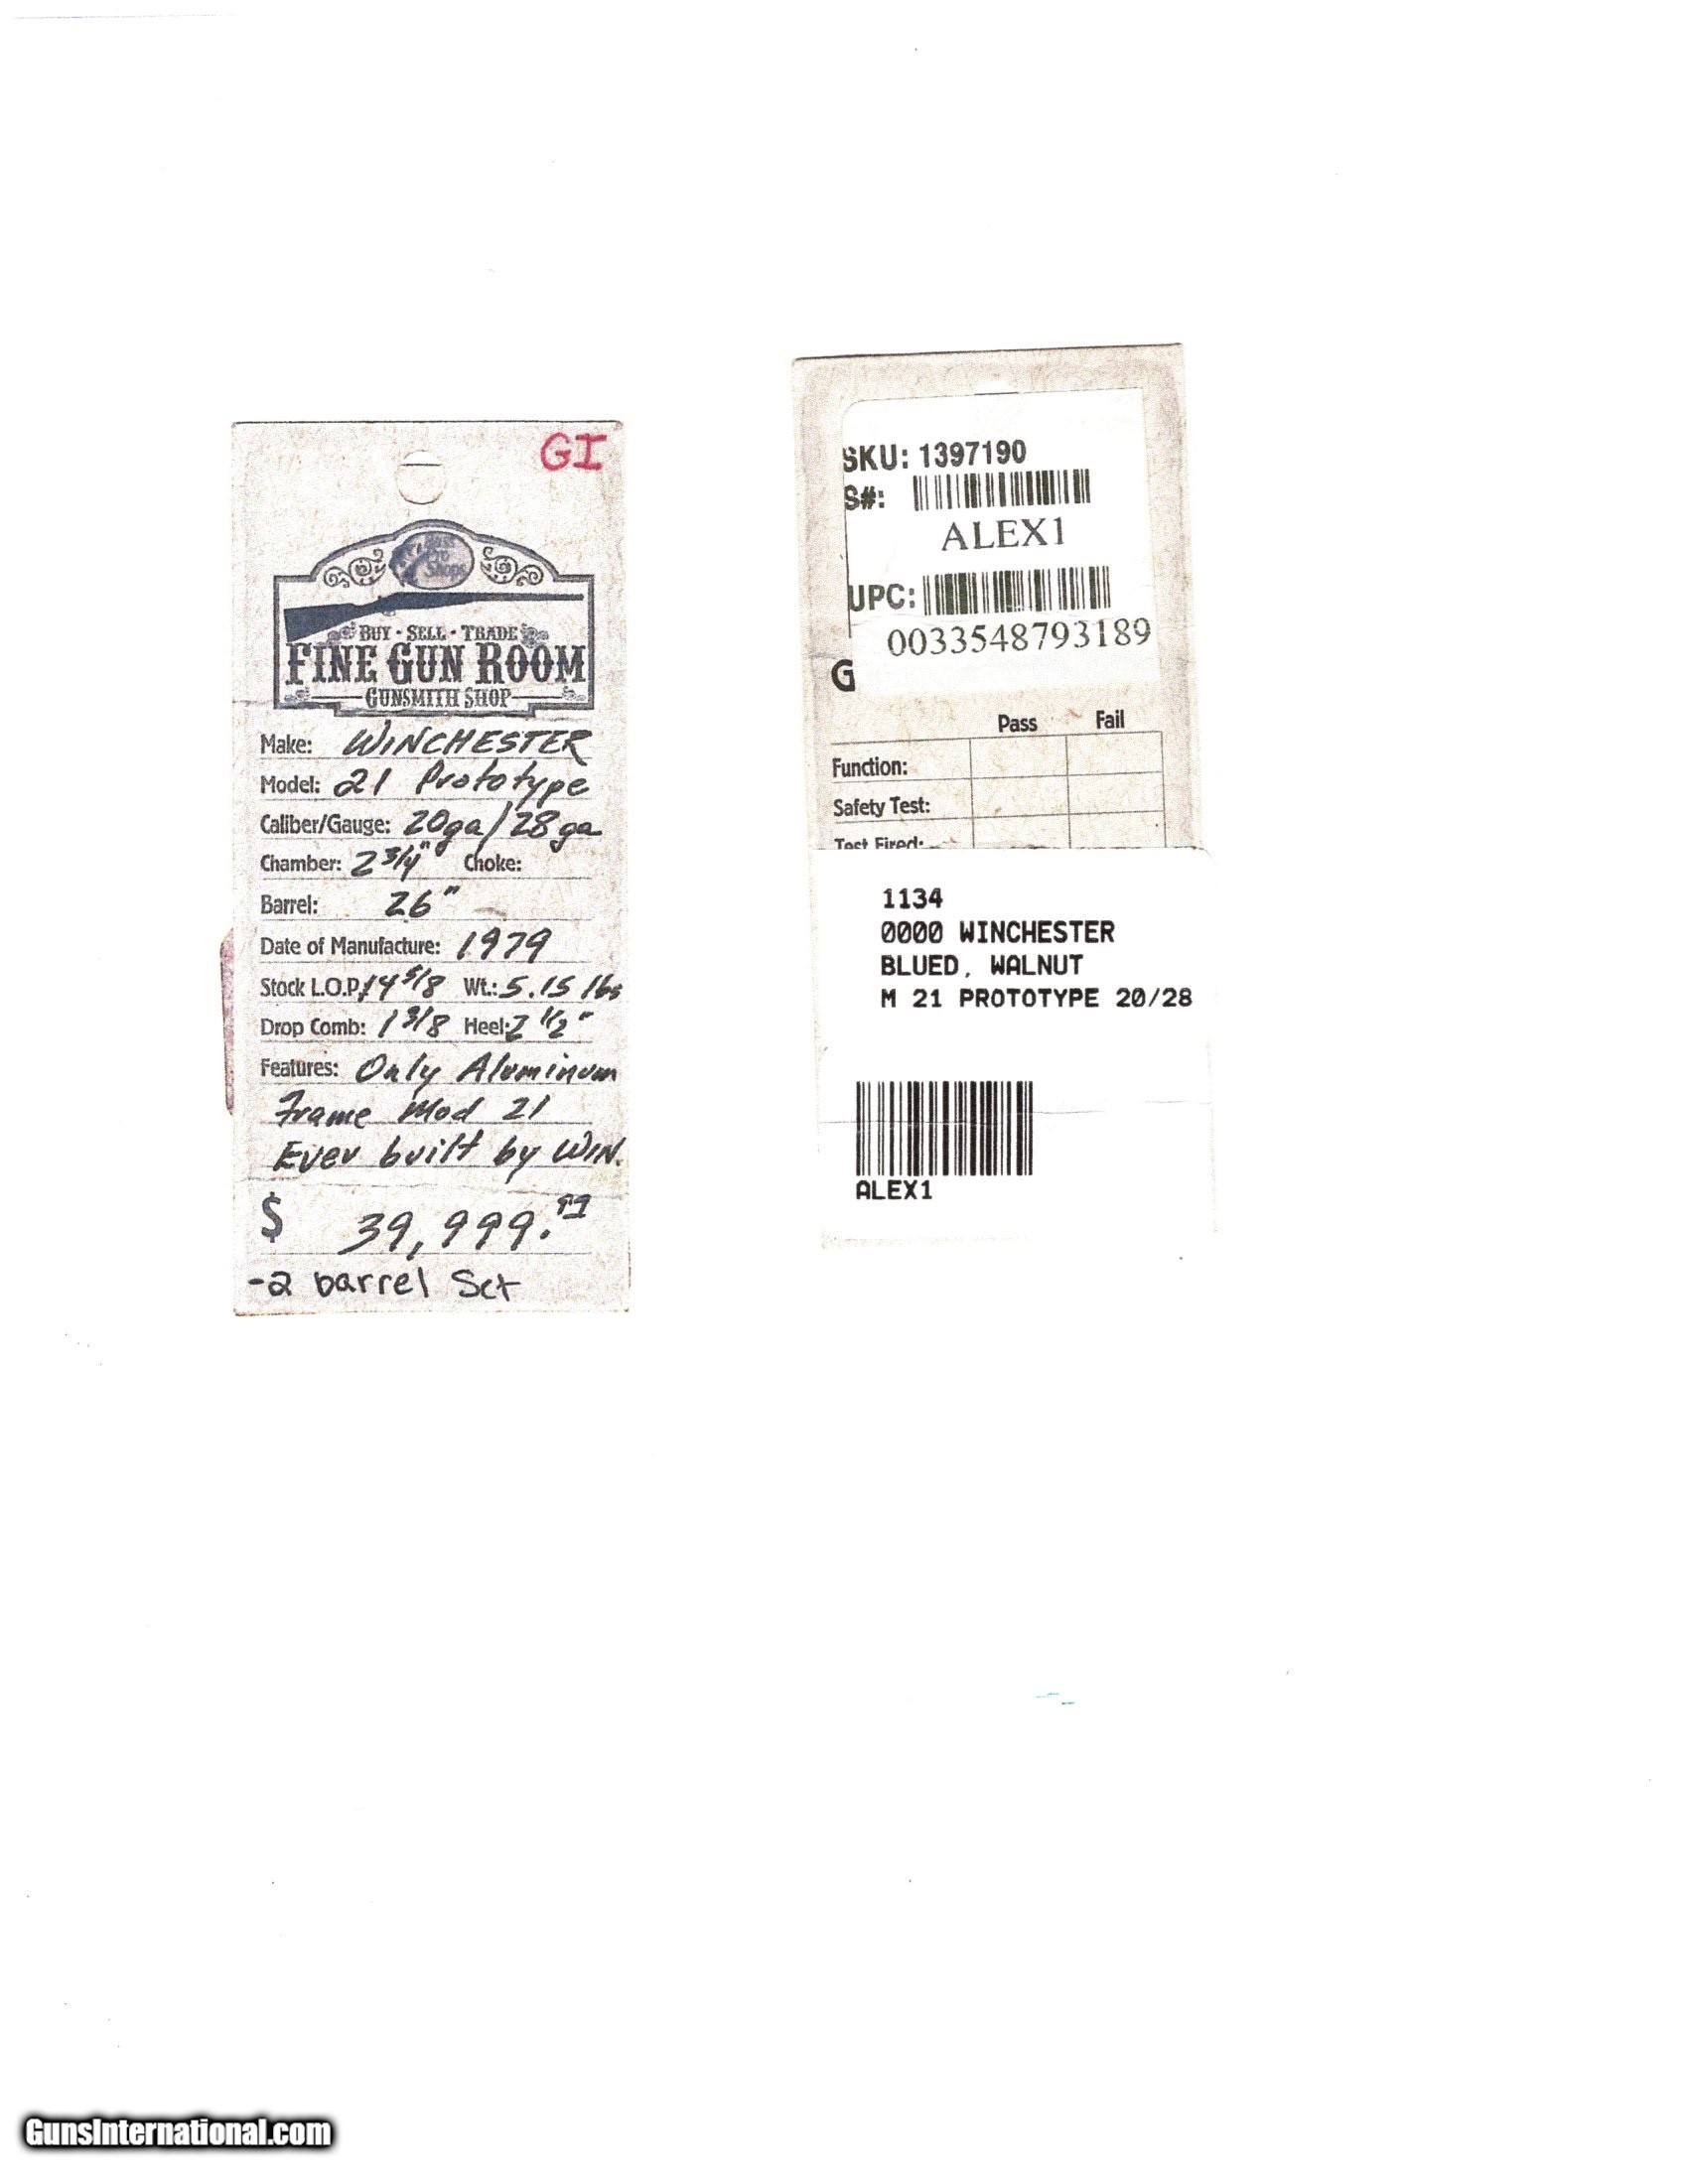 GI
Bass
Pro
Shops
BUY · SELL · TRADE
FINE GUN ROOM
GUNSMITH SHOP
Make: WINCHESTER
Model: 21 Prototype
Caliber/Gauge: 20ga/28ga
Chamber: 2 3/4" Choke:
Barrel: 26"
Date of Manufacture: 1979
Stock L.O.P. 14 5/8 Wt.: 5.15 lbs
Drop Comb: 1 3/8 Heel: 2 1/2"
Features: Only Aluminum
Frame Mod 21
Ever built by WIN.
$ 39,999.99
-2 barrel Set
SKU: 1397190
S#:
ALEX1
UPC:
0033548793189
G
Pass Fail
Function:
Safety Test:
Test Fired:
1134
0000 WINCHESTER
BLUED, WALNUT
M 21 PROTOTYPE 20/28
ALEX1
GunsInternational.com